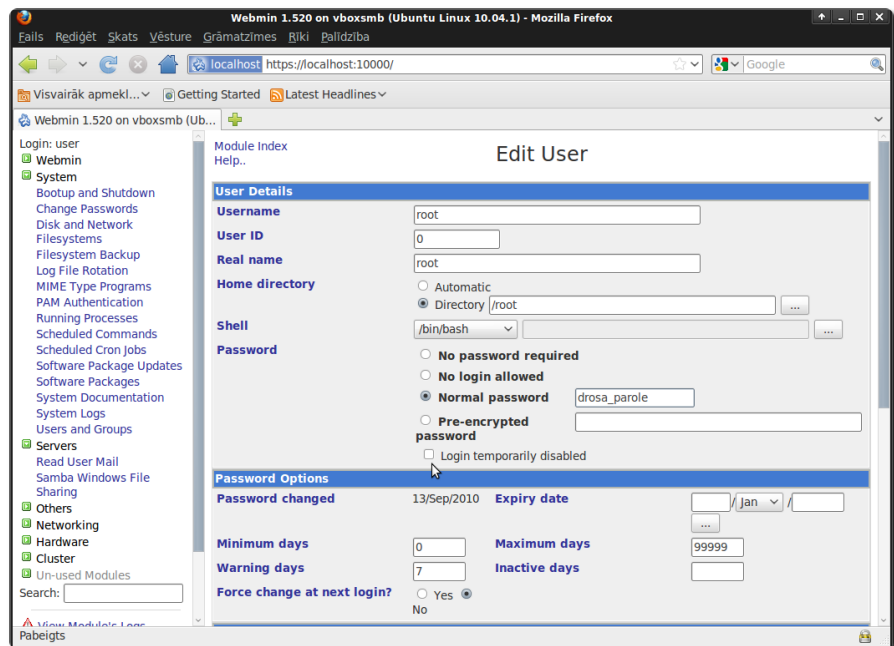 Webmin 1.520 on vboxsmb (Ubuntu Linux 10.04.1) - Mozilla Firefox
Fails Rediģēt Skats Vēsture Grāmatzīmes Rīki Palīdzība
localhost https://localhost:10000/
Google
Visvairāk apmekl...
Getting Started
Latest Headlines
Webmin 1.520 on vboxsmb (Ub...
Login: user
Webmin
System
Bootup and Shutdown
Change Passwords
Disk and Network
Filesystems
Filesystem Backup
Log File Rotation
MIME Type Programs
PAM Authentication
Running Processes
Scheduled Commands
Scheduled Cron Jobs
Software Package Updates
Software Packages
System Documentation
System Logs
Users and Groups
Servers
Read User Mail
Samba Windows File
Sharing
Others
Networking
Hardware
Cluster
Un-used Modules
Search:
View Module's Logs
Module Index
Help..
Edit User
User Details
Username root
User ID 0
Real name root
Home directory Automatic
Directory /root ...
Shell /bin/bash ...
Password No password required
No login allowed
Normal password drosa_parole
Pre-encrypted
password
Login temporarily disabled
Password Options
Password changed 13/Sep/2010 Expiry date / Jan /
...
Minimum days 0 Maximum days 99999
Warning days 7 Inactive days
Force change at next login? Yes
No
Pabeigts